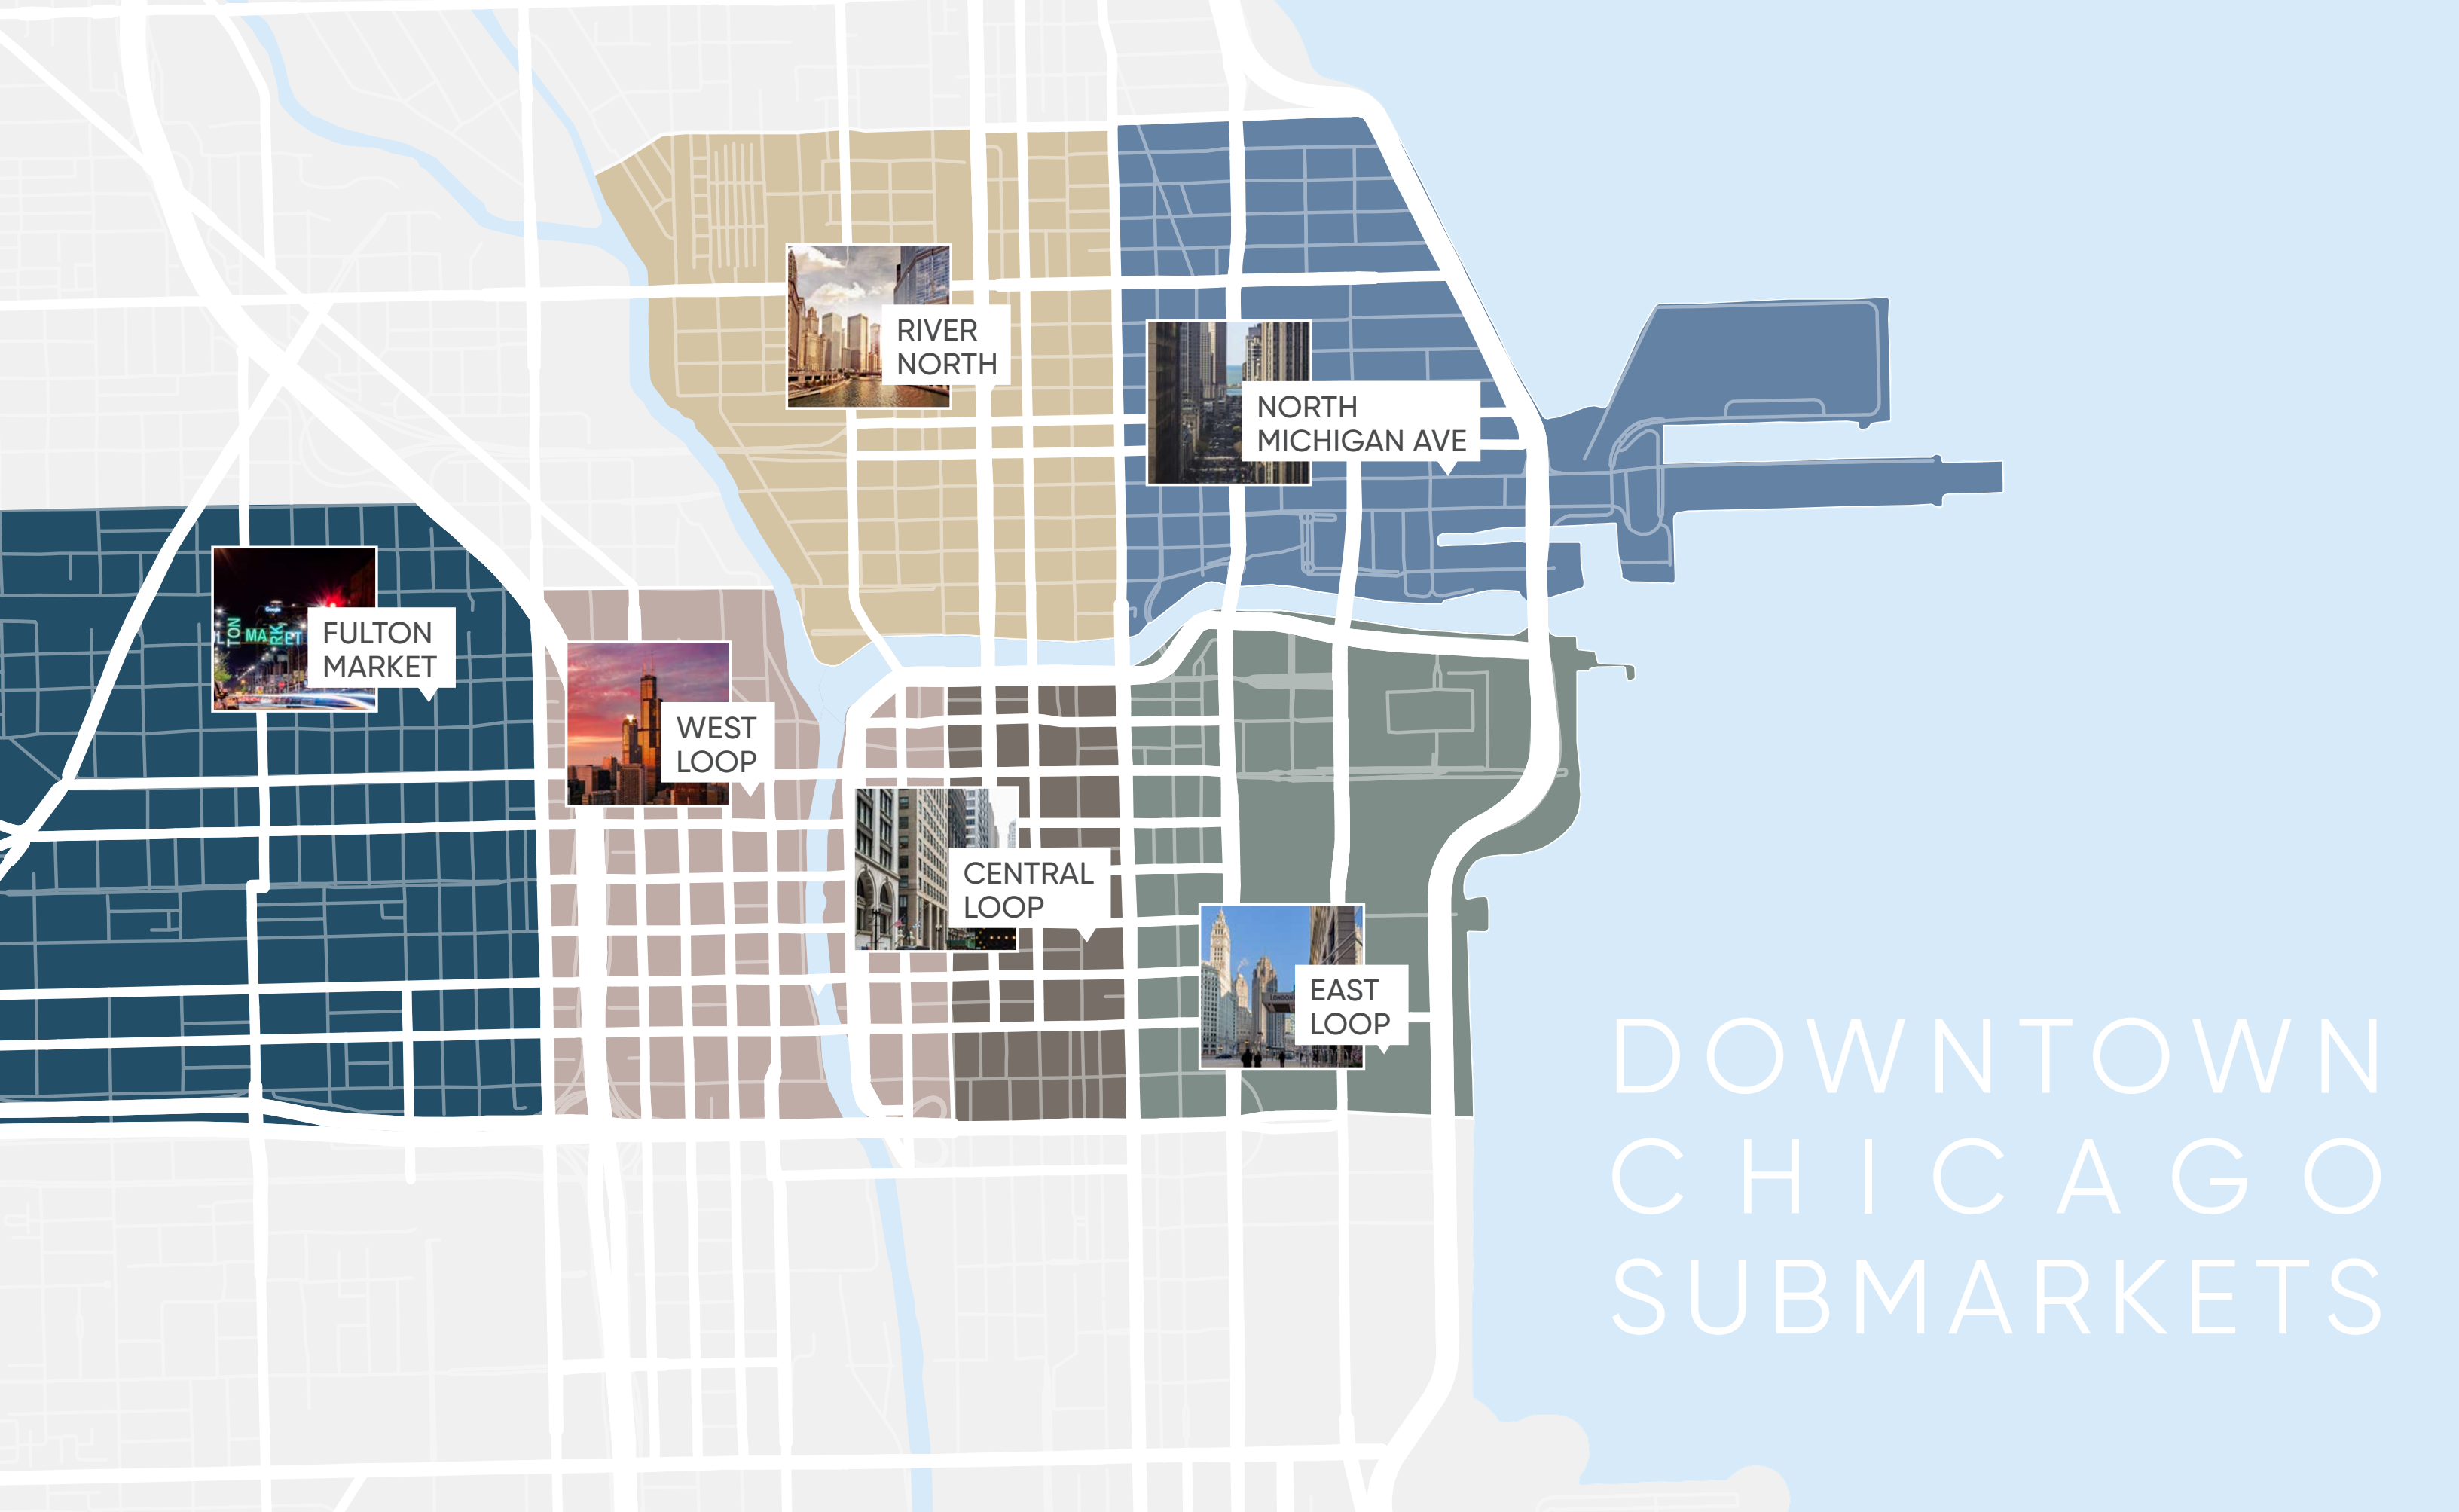 RIVER
NORTH
NORTH
MICHIGAN AVE
FULTON
MARKET
WEST
LOOP
CENTRAL
LOOP
EAST
LOOP
DOWNTOWN
CHICAGO
SUBMARKETS